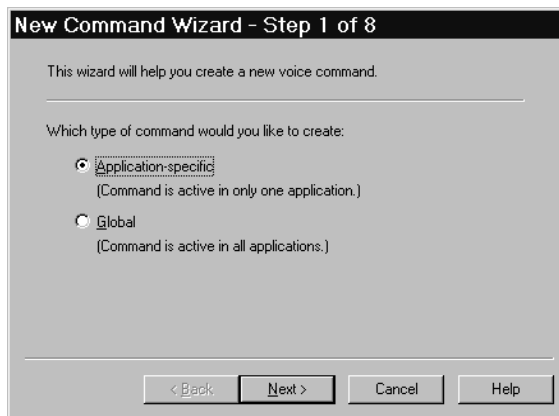 New Command Wizard - Step 1 of 8
This wizard will help you create a new voice command.
Which type of command would you like to create:
Application-specific
(Command is active in only one application.)
Global
(Command is active in all applications.)
< Back Next > Cancel Help